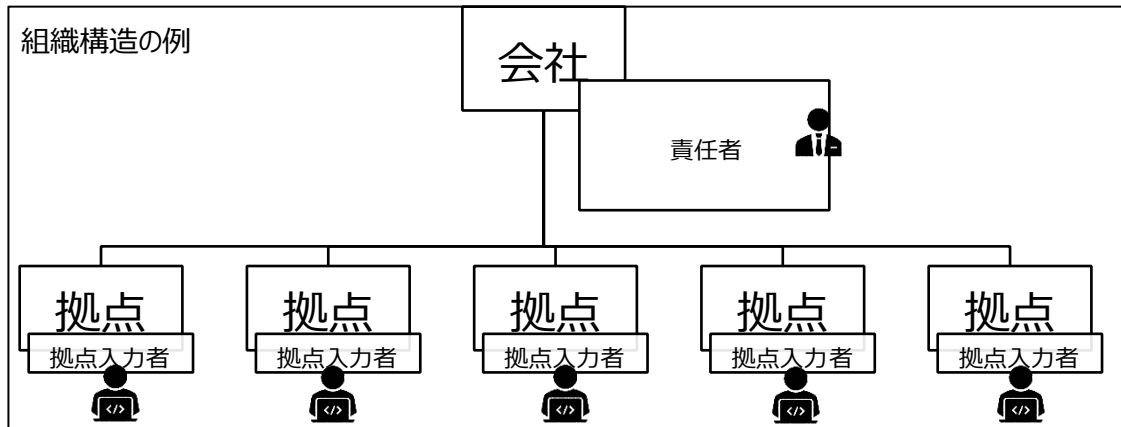 組織構造の例
会社
責任者
拠点
拠点
拠点
拠点
拠点
拠点入力者
拠点入力者
拠点入力者
拠点入力者
拠点入力者
</>
</>
</>
</>
</>